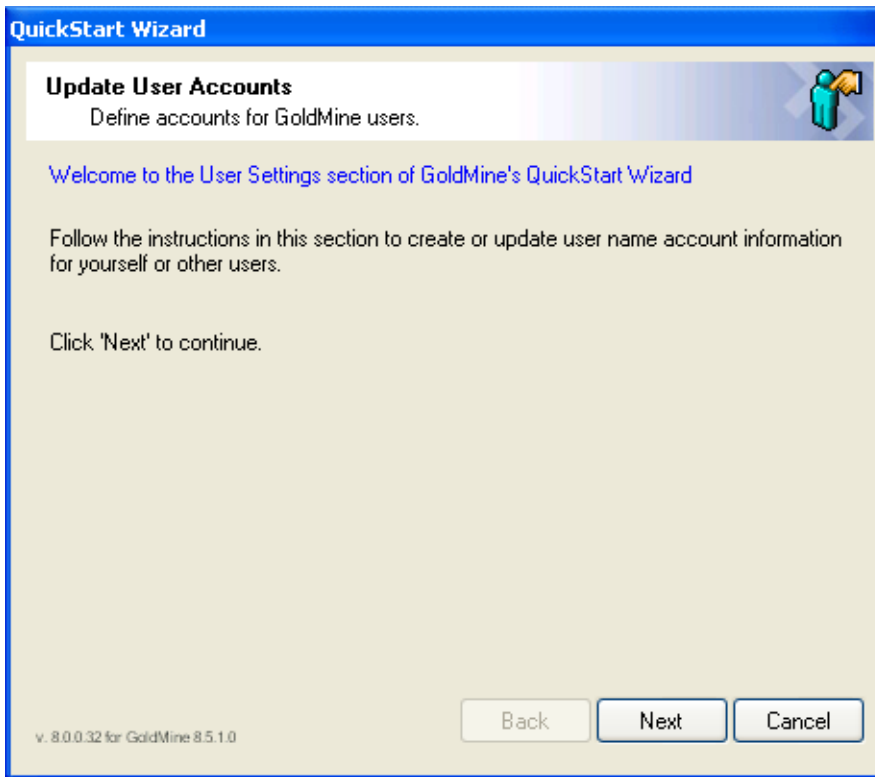 QuickStart Wizard
Update User Accounts
Define accounts for GoldMine users.
Welcome to the User Settings section of GoldMine's QuickStart Wizard
Follow the instructions in this section to create or update user name account information
for yourself or other users.
Click 'Next' to continue.
Back
Next
Cancel
v. 8.0.0.32 for GoldMine 8.5.1.0